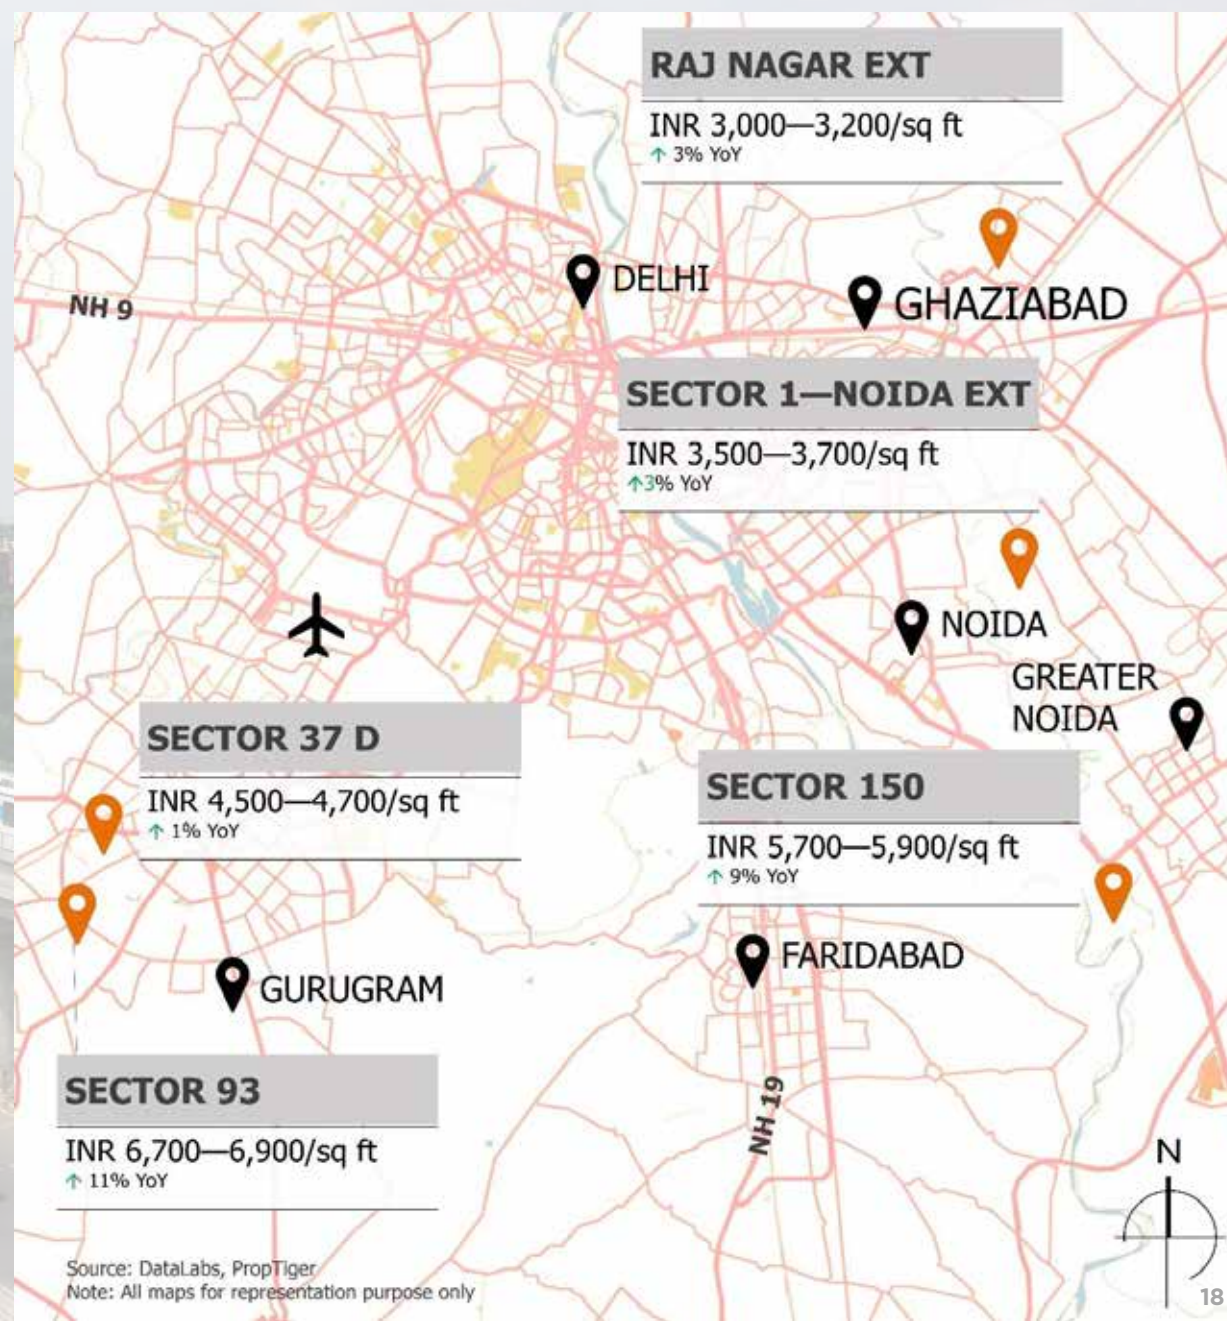 RAJ NAGAR EXT
INR 3,000—3,200/sq ft
↑ 3% YoY
DELHI
GHAZIABAD
NH 9
SECTOR 1—NOIDA EXT
INR 3,500—3,700/sq ft
↑3% YoY
NOIDA
GREATER
NOIDA
SECTOR 37 D
INR 4,500—4,700/sq ft
↑ 1% YoY
SECTOR 150
INR 5,700—5,900/sq ft
↑ 9% YoY
FARIDABAD
GURUGRAM
SECTOR 93
INR 6,700—6,900/sq ft
↑ 11% YoY
NH 19
N
Source: DataLabs, PropTiger
Note: All maps for representation purpose only
18